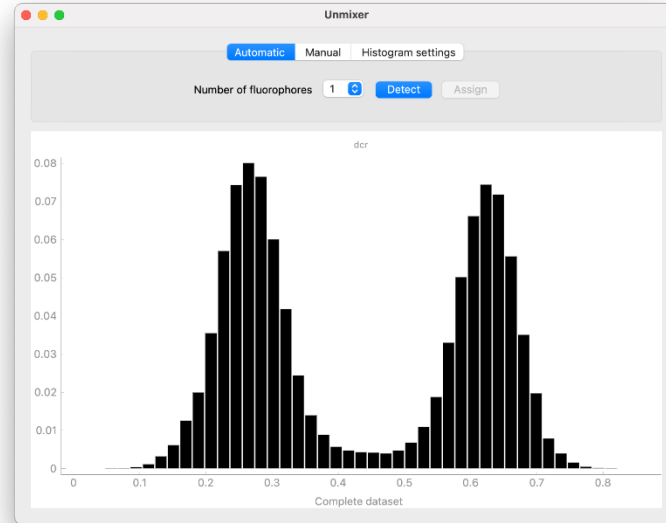 Unmixer
Automatic Manual Histogram settings
Number of fluorophores 1 Detect Assign
dcr
0.08
0.07
0.06
0.05
0.04
0.03
0.02
0.01
0
0 0.1 0.2 0.3 0.4 0.5 0.6 0.7 0.8
Complete dataset